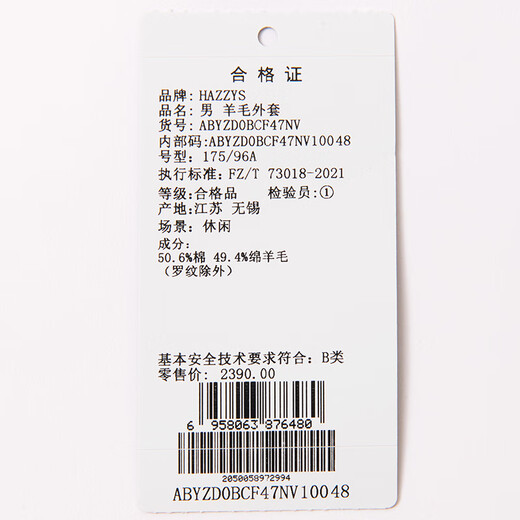 合格证
品牌: HAZZYS
品名: 男 羊毛外套
货号: ABYZD0BCF47NV
内部码: ABYZD0BCF47NV10048
号型: 175/96A
执行标准: FZ/T 73018-2021
等级:合格品 检验员:①
产地:江苏 无锡
场景: 休闲
成分:
50.6%棉 49.4%绵羊毛
(罗纹除外)
基本安全技术要求符合: B类
零售价: 2390.00
6 958063 876480
2050058972994
ABYZD0BCF47NV10048